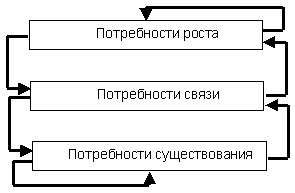 Потребности роста
Потребности связи
Потребности существования